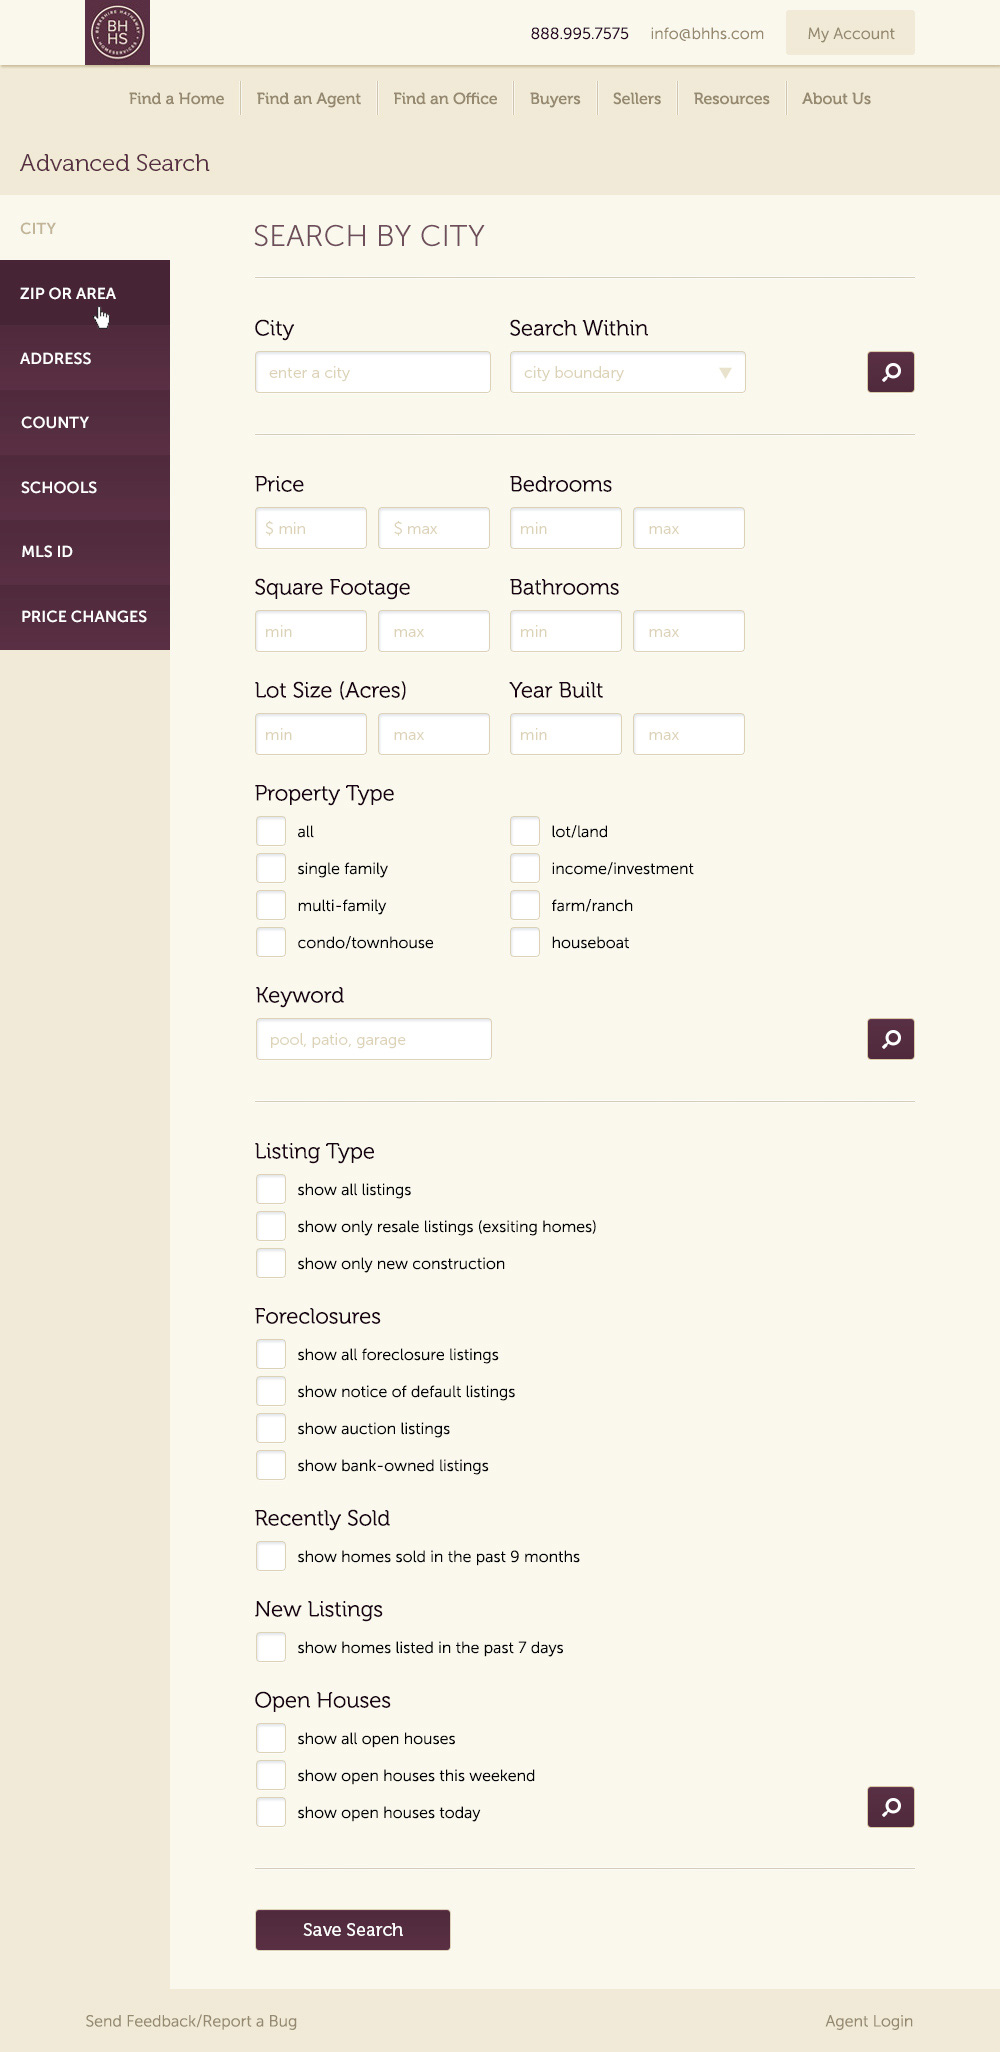 BERKSHIRE HATHAWAY
BH
HS
HOMESERVICES
888.995.7575 info@bhhs.com My Account
Find a Home Find an Agent Find an Office Buyers Sellers Resources About Us
Advanced Search
CITY
ZIP OR AREA
ADDRESS
COUNTY
SCHOOLS
MLS ID
PRICE CHANGES
SEARCH BY CITY
City Search Within
enter a city city boundary
Price Bedrooms
$ min $ max min max
Square Footage Bathrooms
min max min max
Lot Size (Acres) Year Built
min max min max
Property Type
all lot/land
single family income/investment
multi-family farm/ranch
condo/townhouse houseboat
Keyword
pool, patio, garage
Listing Type
show all listings
show only resale listings (exsiting homes)
show only new construction
Foreclosures
show all foreclosure listings
show notice of default listings
show auction listings
show bank-owned listings
Recently Sold
show homes sold in the past 9 months
New Listings
show homes listed in the past 7 days
Open Houses
show all open houses
show open houses this weekend
show open houses today
Save Search
Send Feedback/Report a Bug Agent Login